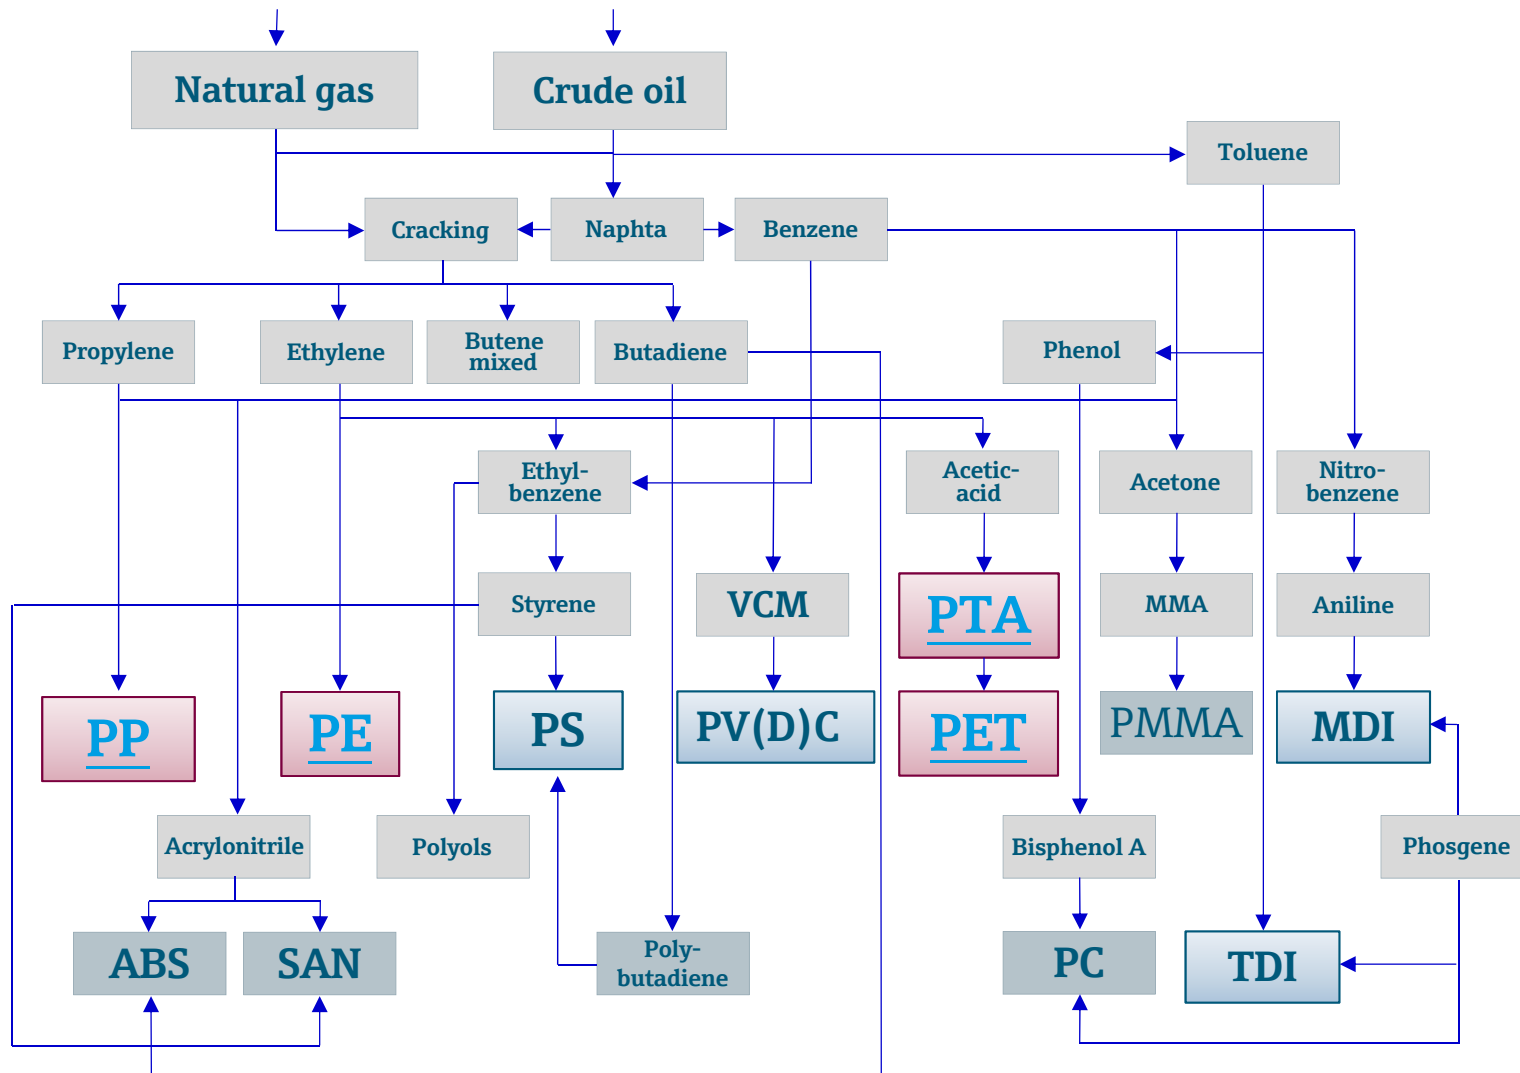 Natural gas
Crude oil
Toluene
Cracking
Naphta
Benzene
Propylene
Ethylene
Butene
mixed
Butadiene
Phenol
Ethyl-
benzene
Acetic-
acid
Acetone
Nitro-
benzene
Styrene
VCM
PTA
MMA
Aniline
PP
PE
PS
PV(D)C
PET
PMMA
MDI
Acrylonitrile
Polyols
Bisphenol A
Phosgene
ABS
SAN
Poly-
butadiene
PC
TDI